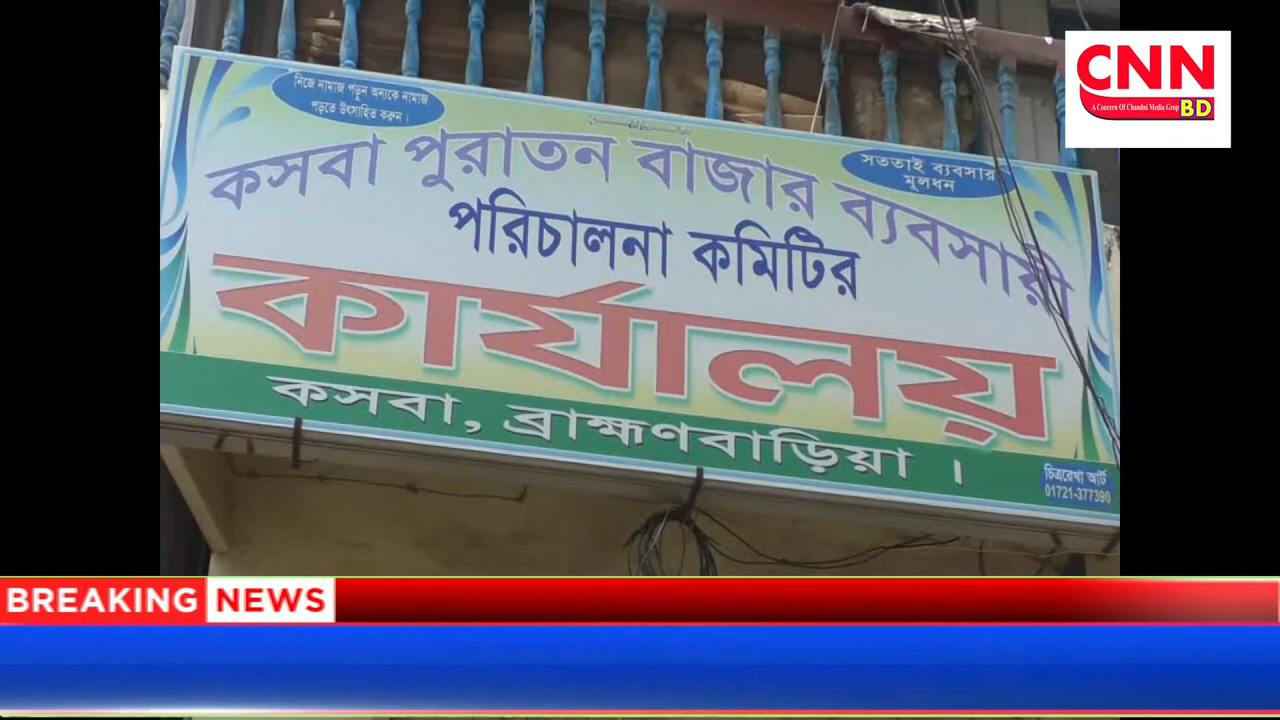 CNN
A Concern Of Chandni Media Grop
BD
নিজে নামাজ পড়ুন অন্যকে নামাজ
পড়তে উৎসাহিত করুন।
সততাই ব্যবসার
মুলধন
কসবা পুরাতন বাজার ব্যবসায়ী
পরিচালনা কমিটির
কার্যালয়
কসবা, ব্রাহ্মণবাড়িয়া ।
চিত্ররেখা আর্ট
01721-377390
BREAKING NEWS